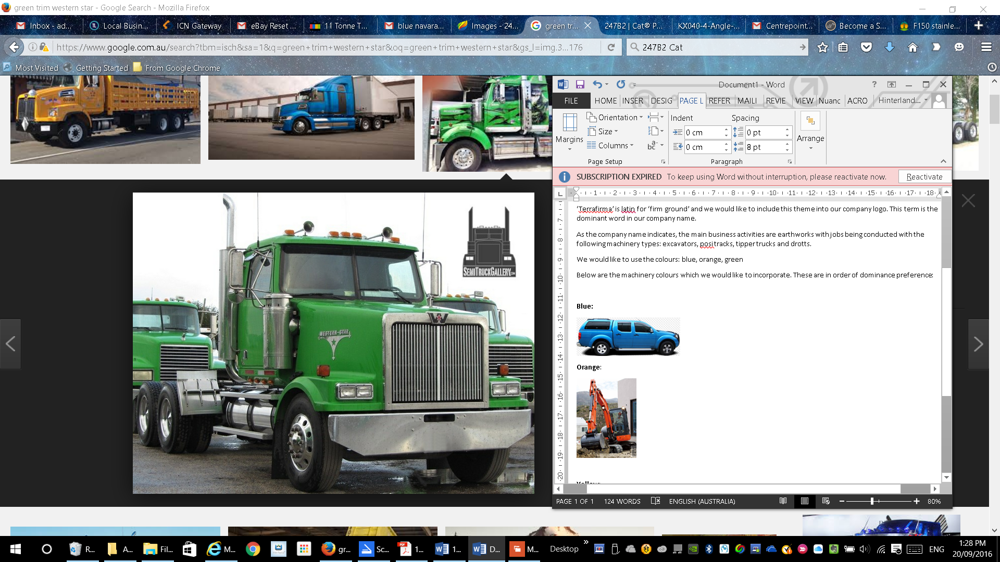 green trim western star - Google Search - Mozilla Firefox
Inbox - ad...
Local Busin...
ICN Gateway
eBay Reset ...
11 Tonne T...
blue navara...
Images - 24...
green tr...
247B2 | Cat® P...
KX040-4-Angle-...
Centrepoint...
Become a S...
F150 stainle...
https://www.google.com.au/search?tbm=isch&sa=1&q=green+trim+western+star&oq=green+trim+western+star&gs_l=img.3...176
247B2 Cat
Most Visited
Getting Started
From Google Chrome
Document1 - Word
FILE
HOME
INSER
DESIG
PAGE L
REFER
MAILI
REVIE
VIEW
Nuanc
ACRO
Hinterland...
Margins
Orientation
Size
Columns
Page Setup
Indent
0 cm
0 cm
Spacing
0 pt
8 pt
Paragraph
Arrange
SUBSCRIPTION EXPIRED To keep using Word without interruption, please reactivate now.
Reactivate
‘Terrafirma’ is latin for ‘firm ground’ and we would like to include this theme into our company logo. This term is the
dominant word in our company name.
As the company name indicates, the main business activities are earthworks with jobs being conducted with the
following machinery types: excavators, posi tracks, tipper trucks and drotts.
We would like to use the colours: blue, orange, green
Below are the machinery colours which we would like to incorporate. These are in order of dominance preference:
Blue:
Orange:
PAGE 1 OF 1
124 WORDS
ENGLISH (AUSTRALIA)
80%
SEMITRUCKGALLERY.COM
WESTERN STAR
R...
A...
Fil...
M...
gr...
Sc...
1...
1...
D...
M...
Desktop
ENG
1:28 PM
20/09/2016